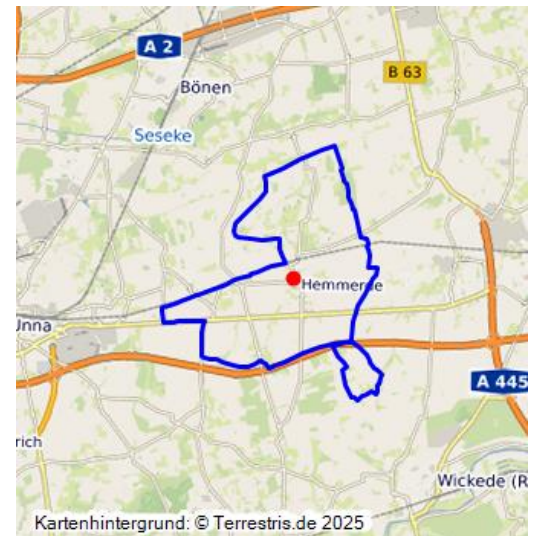 A 2
B 63
Bönen
Seseke
Hemmerde
Unna
A 445
rich
Wickede (R
Kartenhintergrund: © Terrestris.de 2025